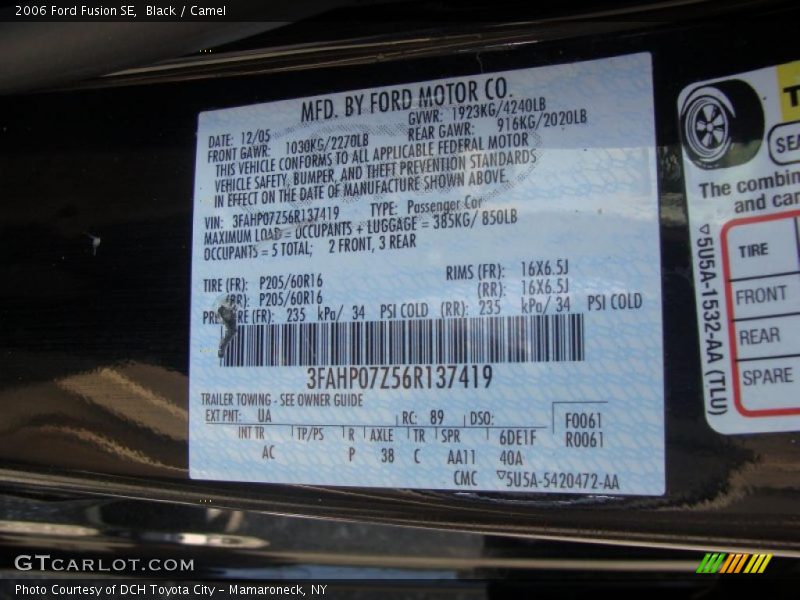 2006 Ford Fusion SE, Black / Camel
MFD. BY FORD MOTOR CO.
DATE: 12/05 GVWR: 1923KG/4240LB
FRONT GAWR: 1030KG/2270LB REAR GAWR: 916KG/2020LB
THIS VEHICLE CONFORMS TO ALL APPLICABLE FEDERAL MOTOR
VEHICLE SAFETY, BUMPER, AND THEFT PREVENTION STANDARDS
IN EFFECT ON THE DATE OF MANUFACTURE SHOWN ABOVE.
VIN: 3FAHP07Z56R137419 TYPE: Passenger Car
MAXIMUM LOAD = OCCUPANTS + LUGGAGE = 385KG/ 850LB
OCCUPANTS = 5 TOTAL; 2 FRONT, 3 REAR
TIRE (FR): P205/60R16 RIMS (FR): 16X6.5J
(RR): P205/60R16 (RR): 16X6.5J
(FR): 235 kPa/ 34 PSI COLD (RR): 235 kPa/ 34 PSI COLD
3FAHP07Z56R137419
TRAILER TOWING - SEE OWNER GUIDE
EXT PNT: UA RC: 89 DSO: F0061
INT TR TP/PS R AXLE TR SPR 6DE1F R0061
AC P 38 C AA11 40A
CMC 5U5A-5420472-AA
The combin
and car
TIRE
FRONT
REAR
SPARE
5U5A-1532-AA (TLU)
GTCARLOT.COM
Photo Courtesy of DCH Toyota City - Mamaroneck, NY